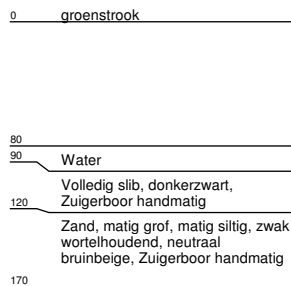 0 groenstrook
80
90 Water
Volledig slib, donkerzwart,
120 Zuigerboor handmatig
Zand, matig grof, matig siltig, zwak
wortelhoudend, neutraal
bruinbeige, Zuigerboor handmatig
170